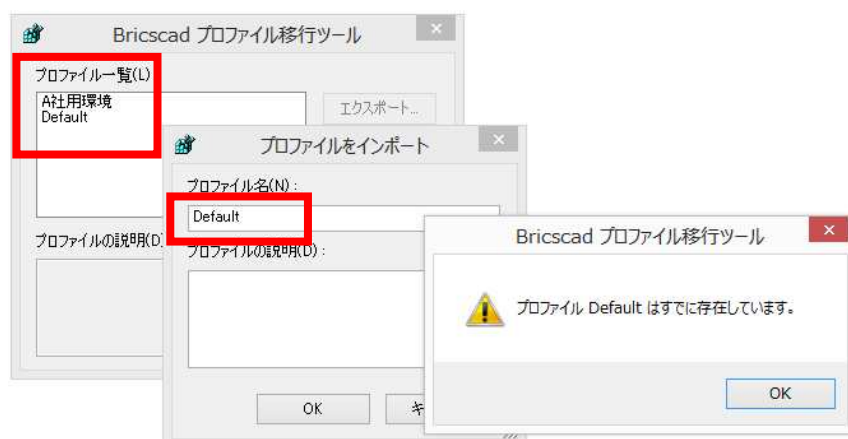 Bricscad プロファイル移行ツール
プロファイル一覧(L)
A社用環境
Default
エクスポート...
プロファイルの説明(D
プロファイルをインポート
プロファイル名(N) :
Default
プロファイルの説明(D) :
OK
キ
Bricscad プロファイル移行ツール
プロファイル Default はすでに存在しています。
OK